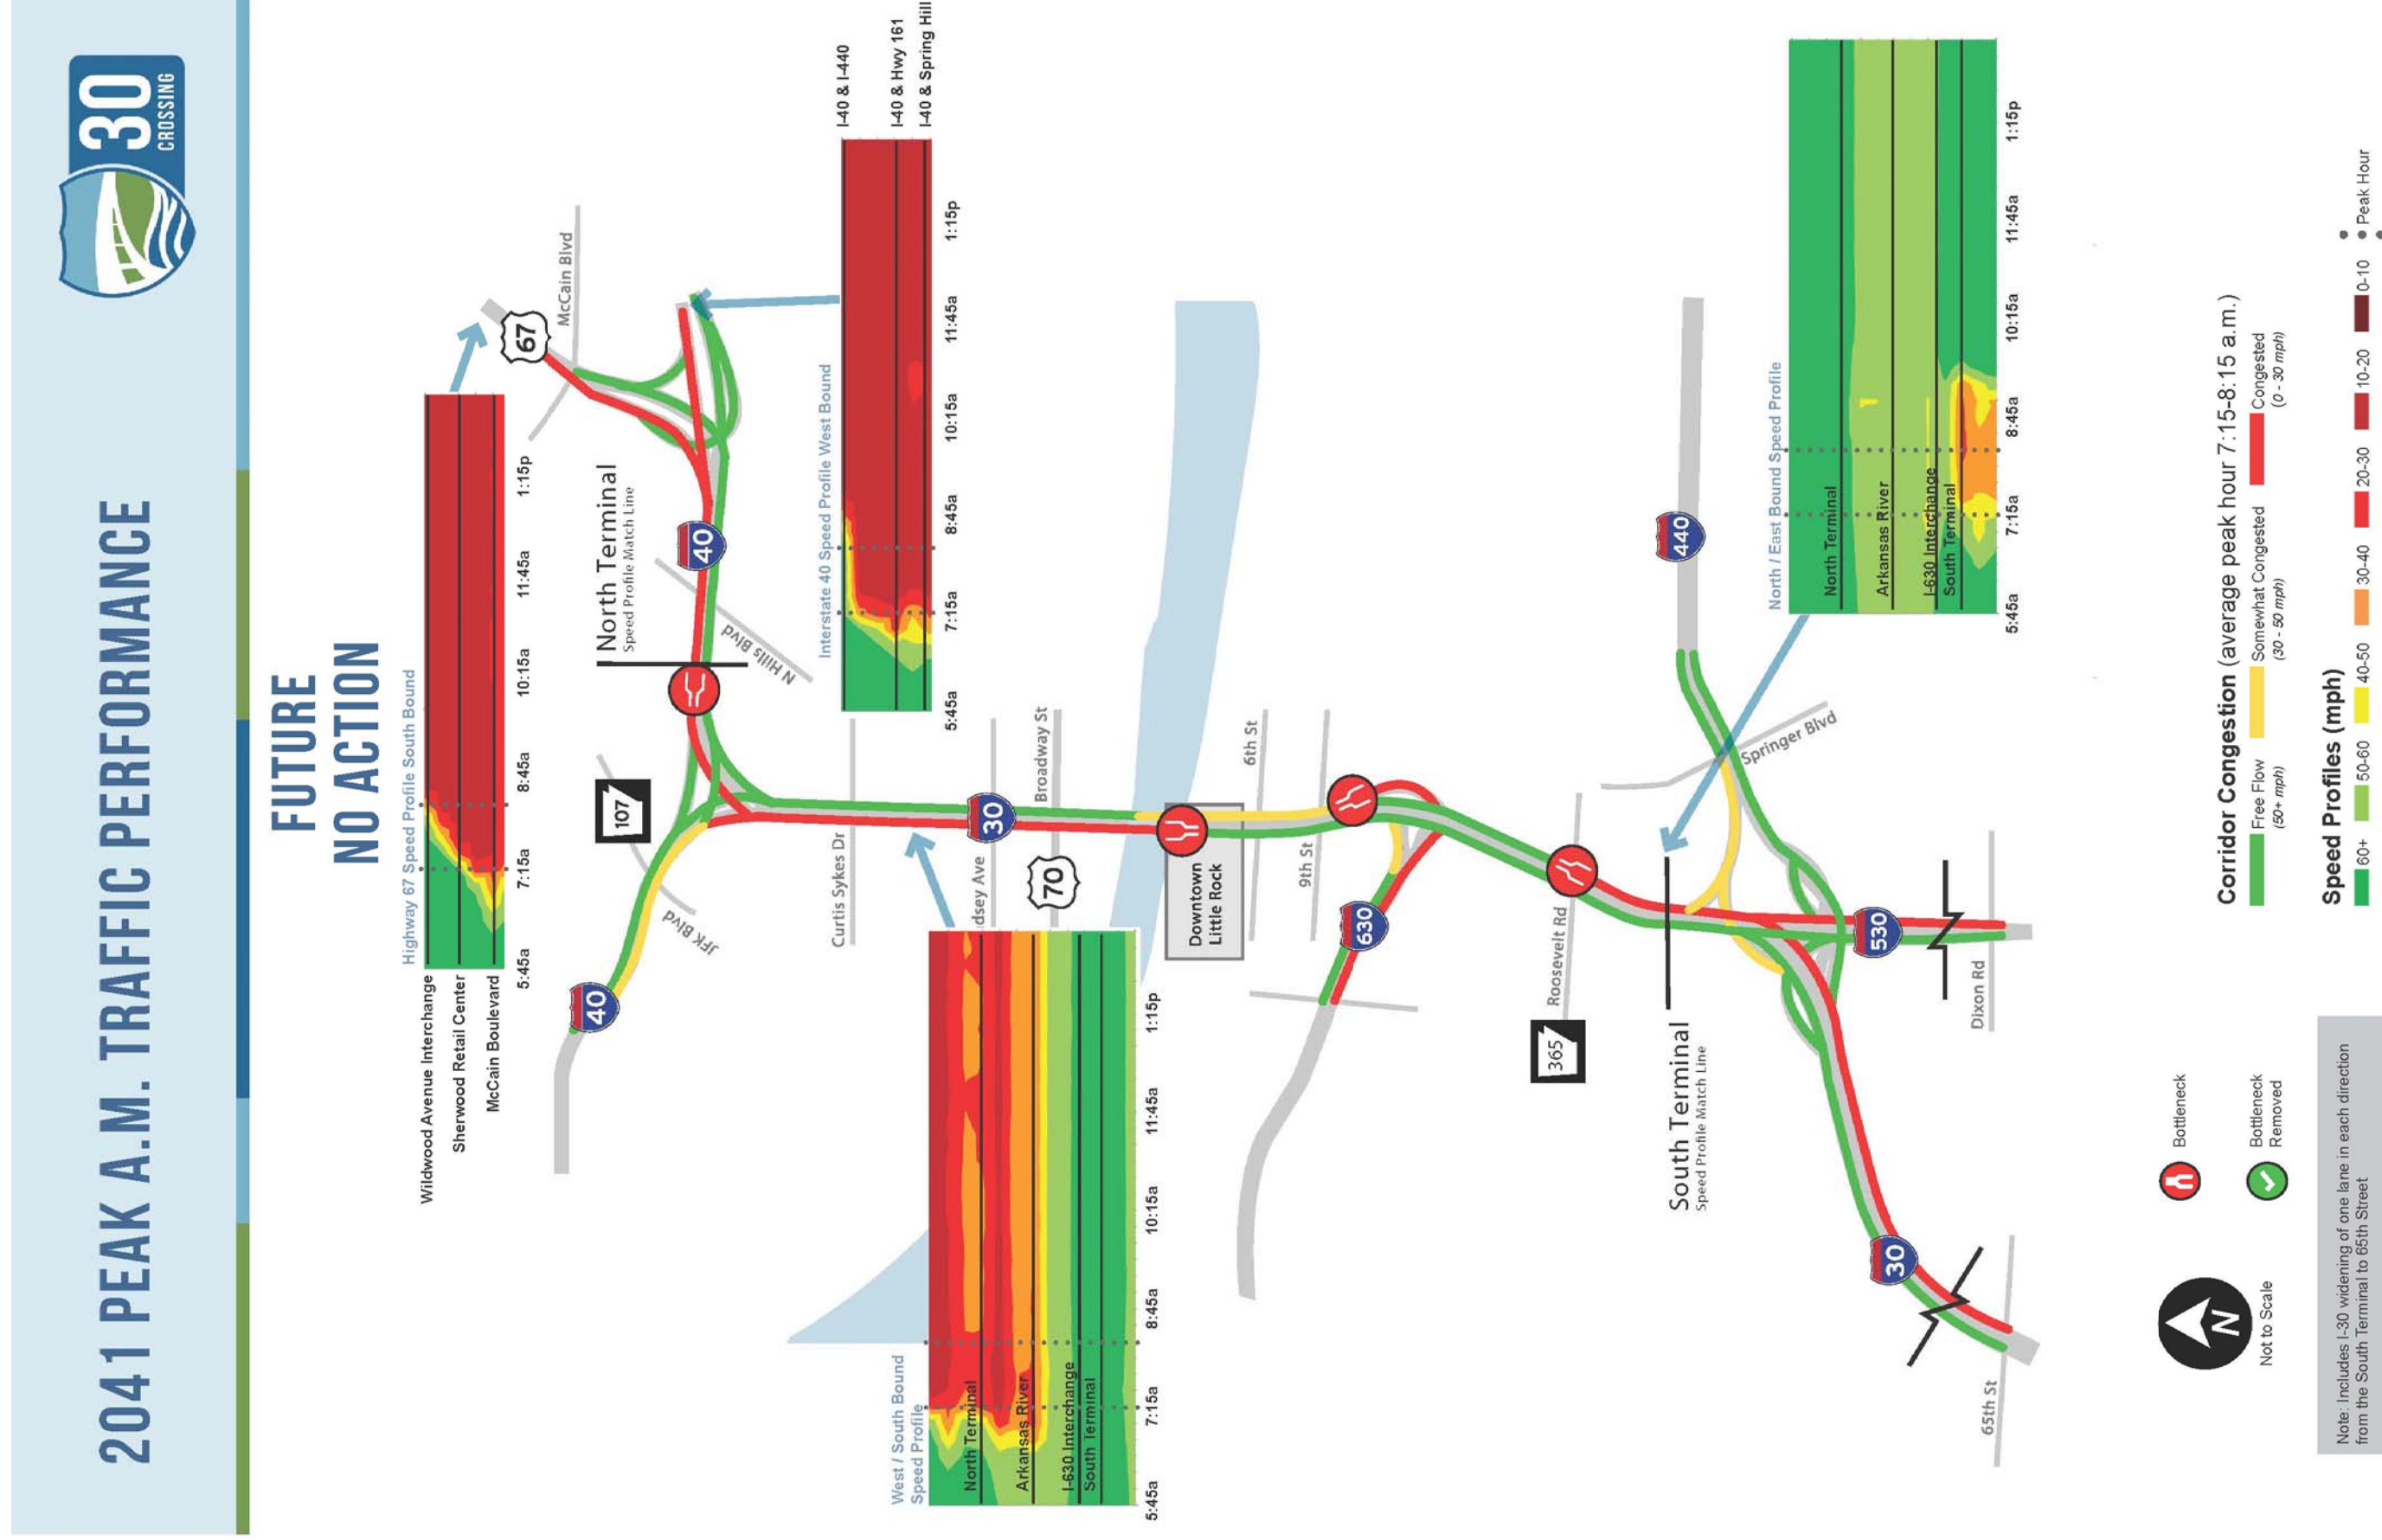 2041 PEAK A.M. TRAFFIC PERFORMANCE
30
CROSSING
FUTURE
NO ACTION
Highway 67 Speed Profile South Bound
Wildwood Avenue Interchange
Sherwood Retail Center
McCain Boulevard
5:45a 7:15a 8:45a 10:15a 11:45a 1:15p
67
McCain Blvd
North Terminal
Speed Profile Match Line
40
N Hills Blvd
107
JFK Blvd
40
Interstate 40 Speed Profile West Bound
I-40 & I-440
I-40 & Hwy 161
I-40 & Spring Hill
5:45a 7:15a 8:45a 10:15a 11:45a 1:15p
Curtis Sykes Dr
30
dsey Ave
Broadway St
70
West / South Bound
Speed Profile
North Terminal
Arkansas River
I-630 Interchange
South Terminal
5:45a 7:15a 8:45a 10:15a 11:45a 1:15p
Downtown
Little Rock
6th St
9th St
630
365
Roosevelt Rd
South Terminal
Speed Profile Match Line
440
Springer Blvd
North / East Bound Speed Profile
North Terminal
Arkansas River
I-630 Interchange
South Terminal
5:45a 7:15a 8:45a 10:15a 11:45a 1:15p
530
Dixon Rd
30
65th St
N
Not to Scale
Bottleneck
Bottleneck
Removed
Corridor Congestion (average peak hour 7:15-8:15 a.m.)
Free Flow
(50+ mph)
Somewhat Congested
(30 - 50 mph)
Congested
(0 - 30 mph)
Speed Profiles (mph)
60+ 50-60 40-50 30-40 20-30 10-20 0-10 Peak Hour
Note: Includes I-30 widening of one lane in each direction
from the South Terminal to 65th Street